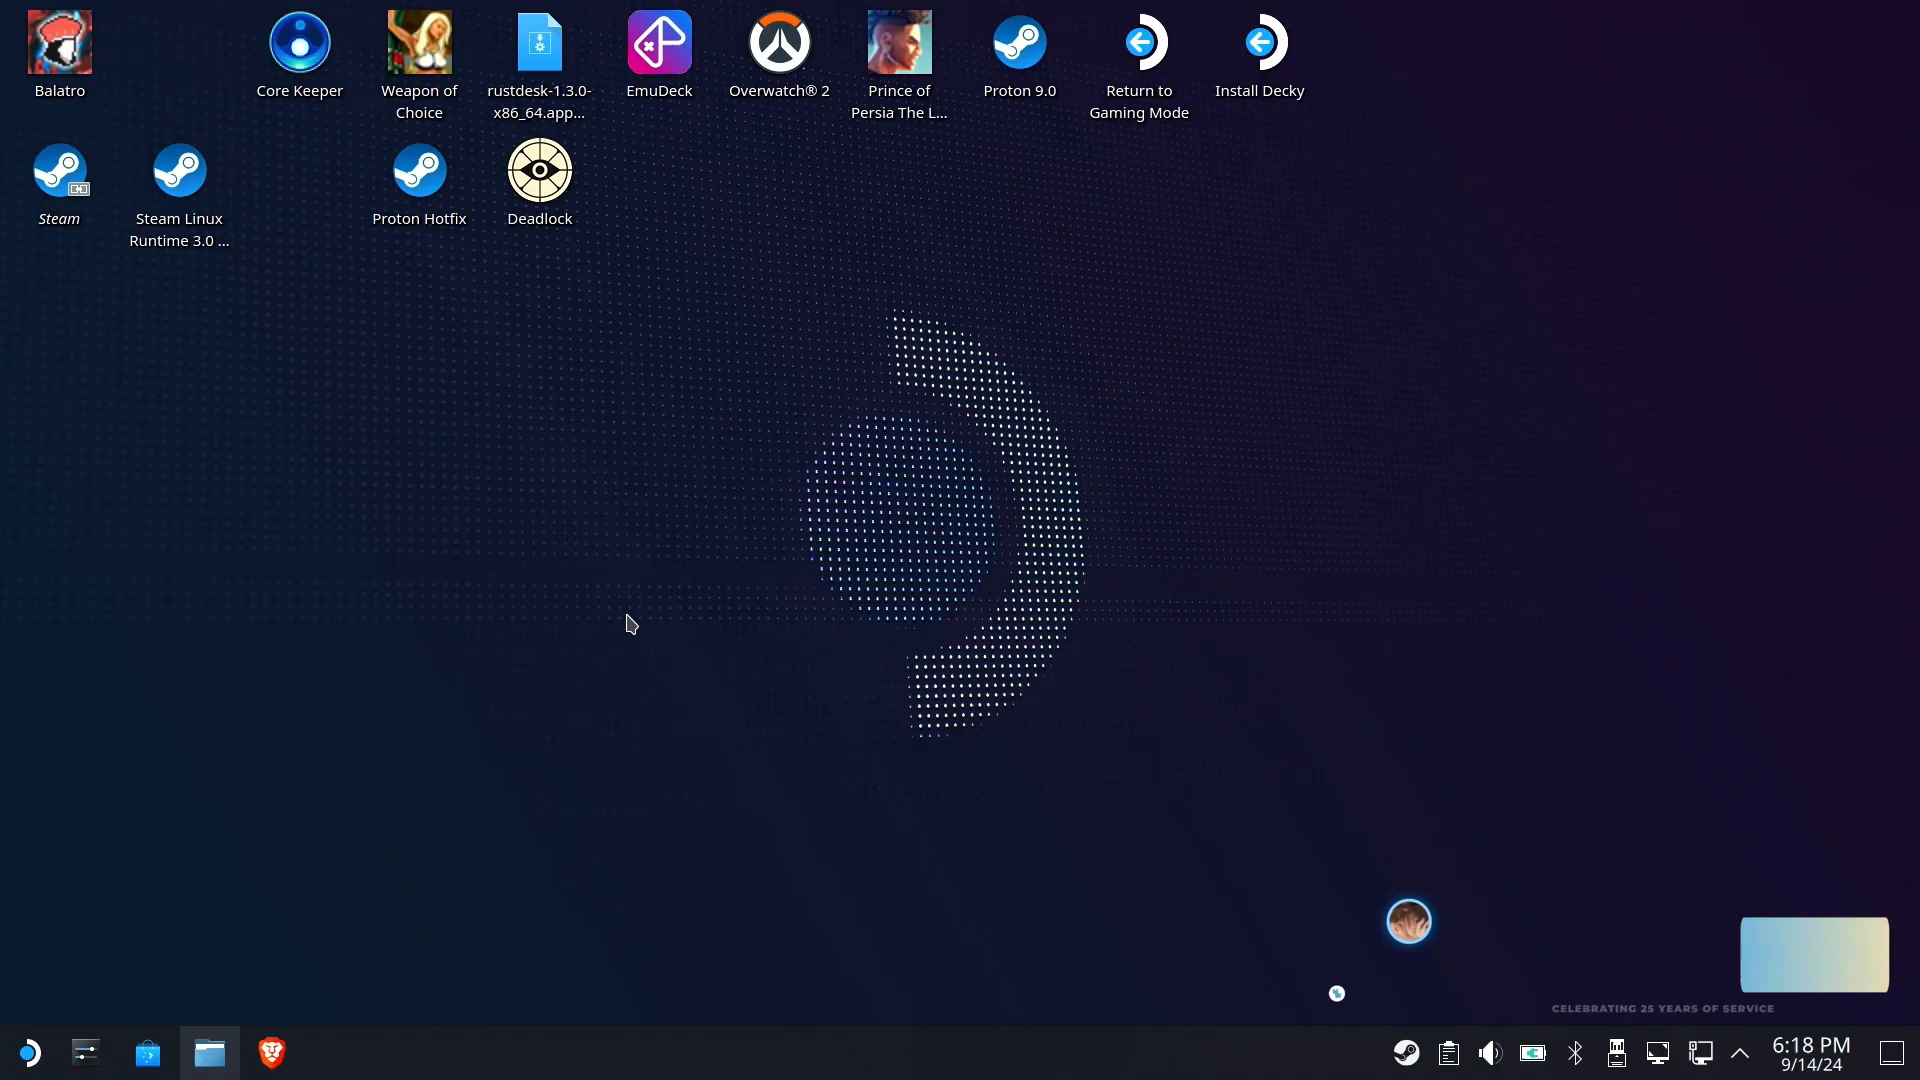 Balatro
Core Keeper
Weapon of
Choice
rustdesk-1.3.0-
x86_64.app...
EmuDeck
Overwatch® 2
Prince of
Persia The L...
Proton 9.0
Return to
Gaming Mode
Install Decky
Steam
Steam Linux
Runtime 3.0 ...
Proton Hotfix
Deadlock
CELEBRATING 25 YEARS OF SERVICE
6:18 PM
9/14/24